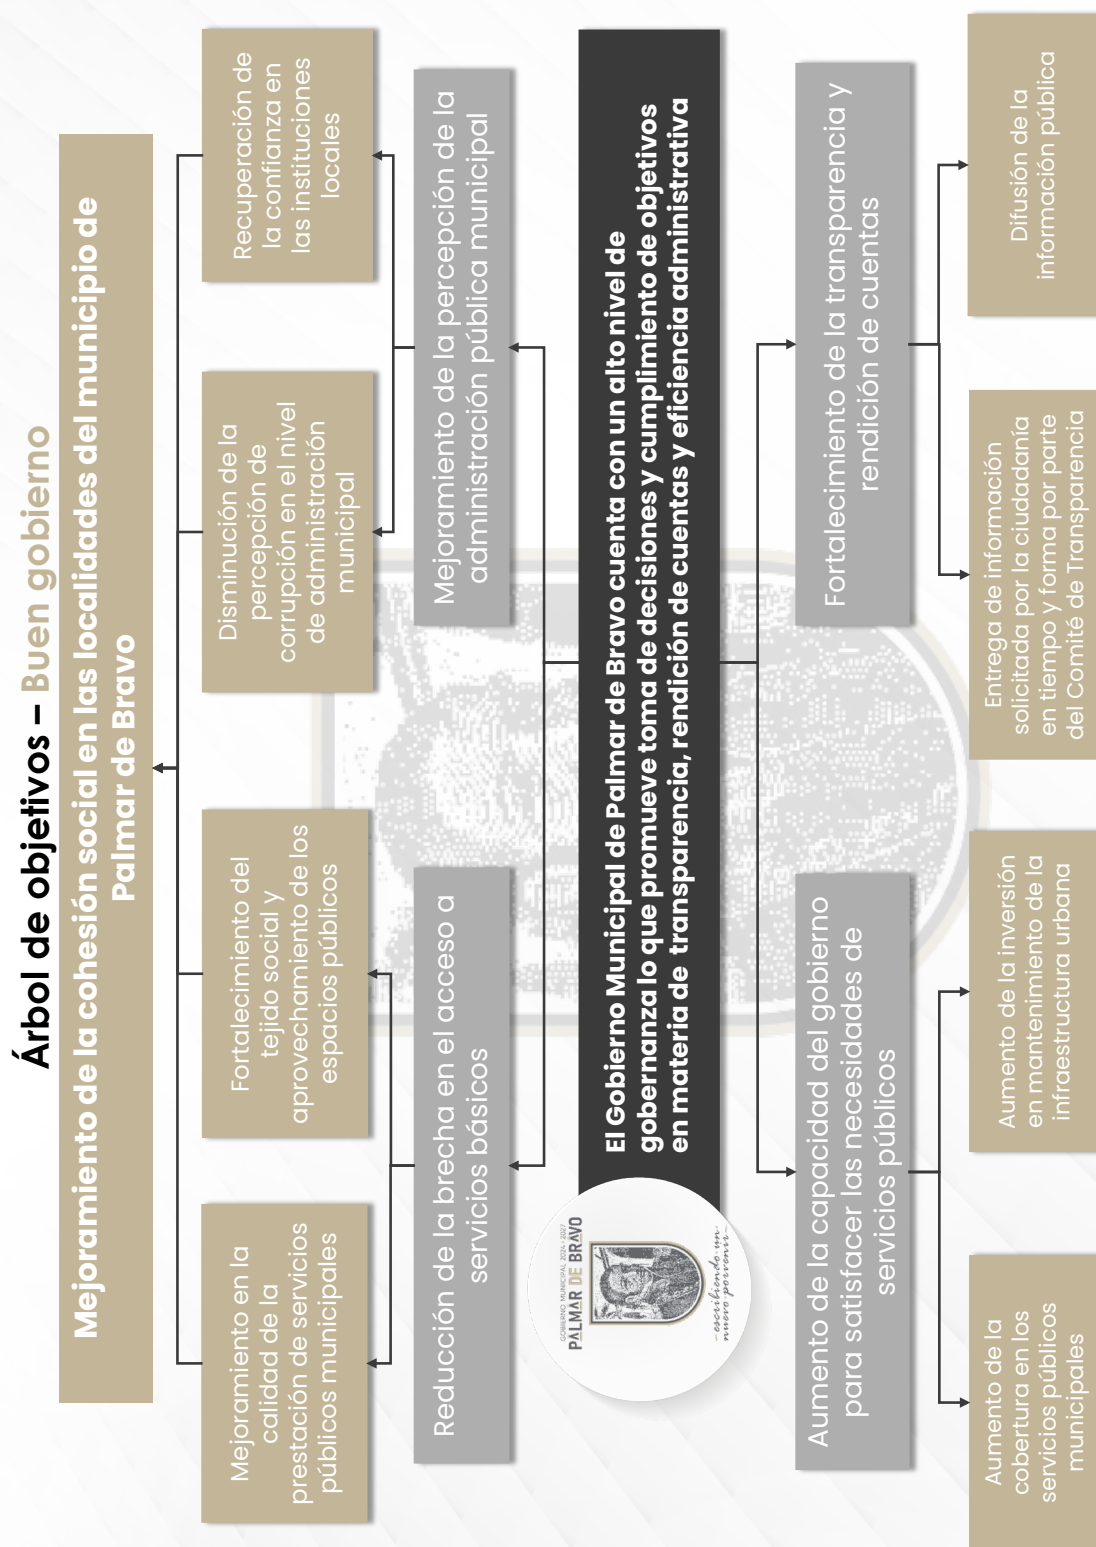 Árbol de objetivos – Buen gobierno
Mejoramiento de la cohesión social en las localidades del municipio de
Palmar de Bravo
Mejoramiento en la
calidad de la
prestación de servicios
públicos municipales
Fortalecimiento del
tejido social y
aprovechamiento de los
espacios públicos
Disminución de la
percepción de
corrupción en el nivel
de administración
municipal
Recuperación de
la confianza en
las instituciones
locales
Reducción de la brecha en el acceso a
servicios básicos
Mejoramiento de la percepción de la
administración pública municipal
GOBIERNO MUNICIPAL 2024 - 2027
PALMAR DE BRAVO
-escribiendo·un·
nuevo·porvenir-
El Gobierno Municipal de Palmar de Bravo cuenta con un alto nivel de
gobernanza lo que promueve toma de decisiones y cumplimiento de objetivos
en materia de transparencia, rendición de cuentas y eficiencia administrativa
Aumento de la capacidad del gobierno
para satisfacer las necesidades de
servicios públicos
Fortalecimiento de la transparencia y
rendición de cuentas
Aumento de la
cobertura en los
servicios públicos
municipales
Aumento de la inversión
en mantenimiento de la
infraestructura urbana
Entrega de información
solicitada por la ciudadanía
en tiempo y forma por parte
del Comité de Transparencia
Difusión de la
información pública